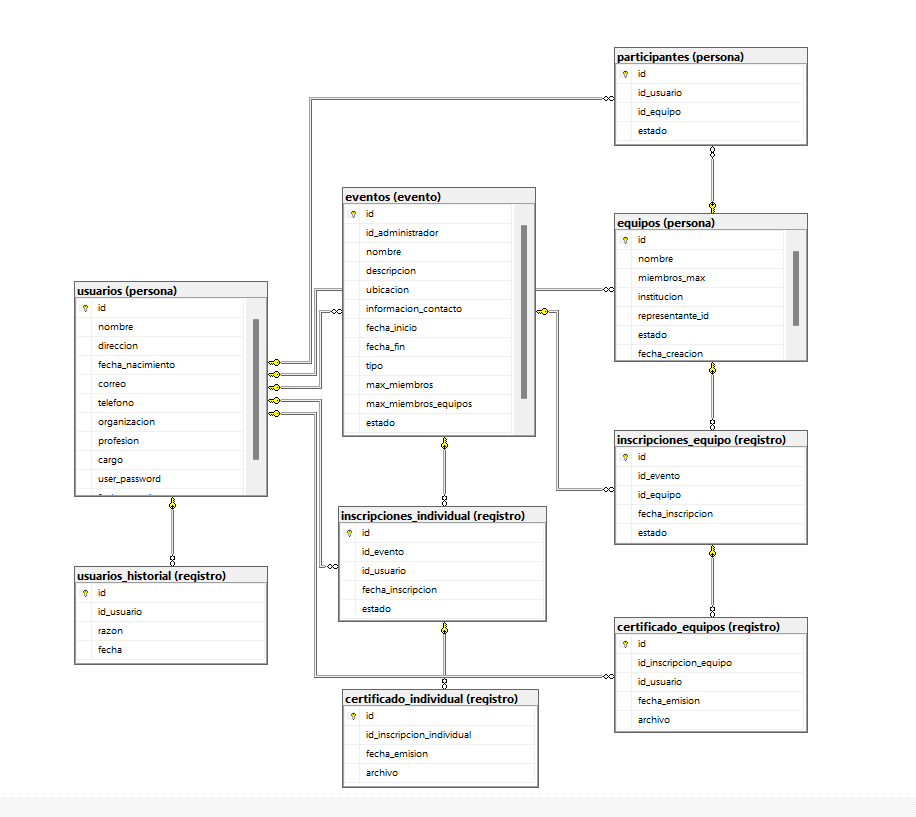 participantes (persona)
id
id_usuario
id_equipo
estado
eventos (evento)
id
id_administrador
nombre
descripcion
ubicacion
informacion_contacto
fecha_inicio
fecha_fin
tipo
max_miembros
max_miembros_equipos
estado
equipos (persona)
id
nombre
miembros_max
institucion
representante_id
estado
fecha_creacion
usuarios (persona)
id
nombre
direccion
fecha_nacimiento
correo
telefono
organizacion
profesion
cargo
user_password
inscripciones_equipo (registro)
id
id_evento
id_equipo
fecha_inscripcion
estado
inscripciones_individual (registro)
id
id_evento
id_usuario
fecha_inscripcion
estado
usuarios_historial (registro)
id
id_usuario
razon
fecha
certificado_equipos (registro)
id
id_inscripcion_equipo
id_usuario
fecha_emision
archivo
certificado_individual (registro)
id
id_inscripcion_individual
fecha_emision
archivo